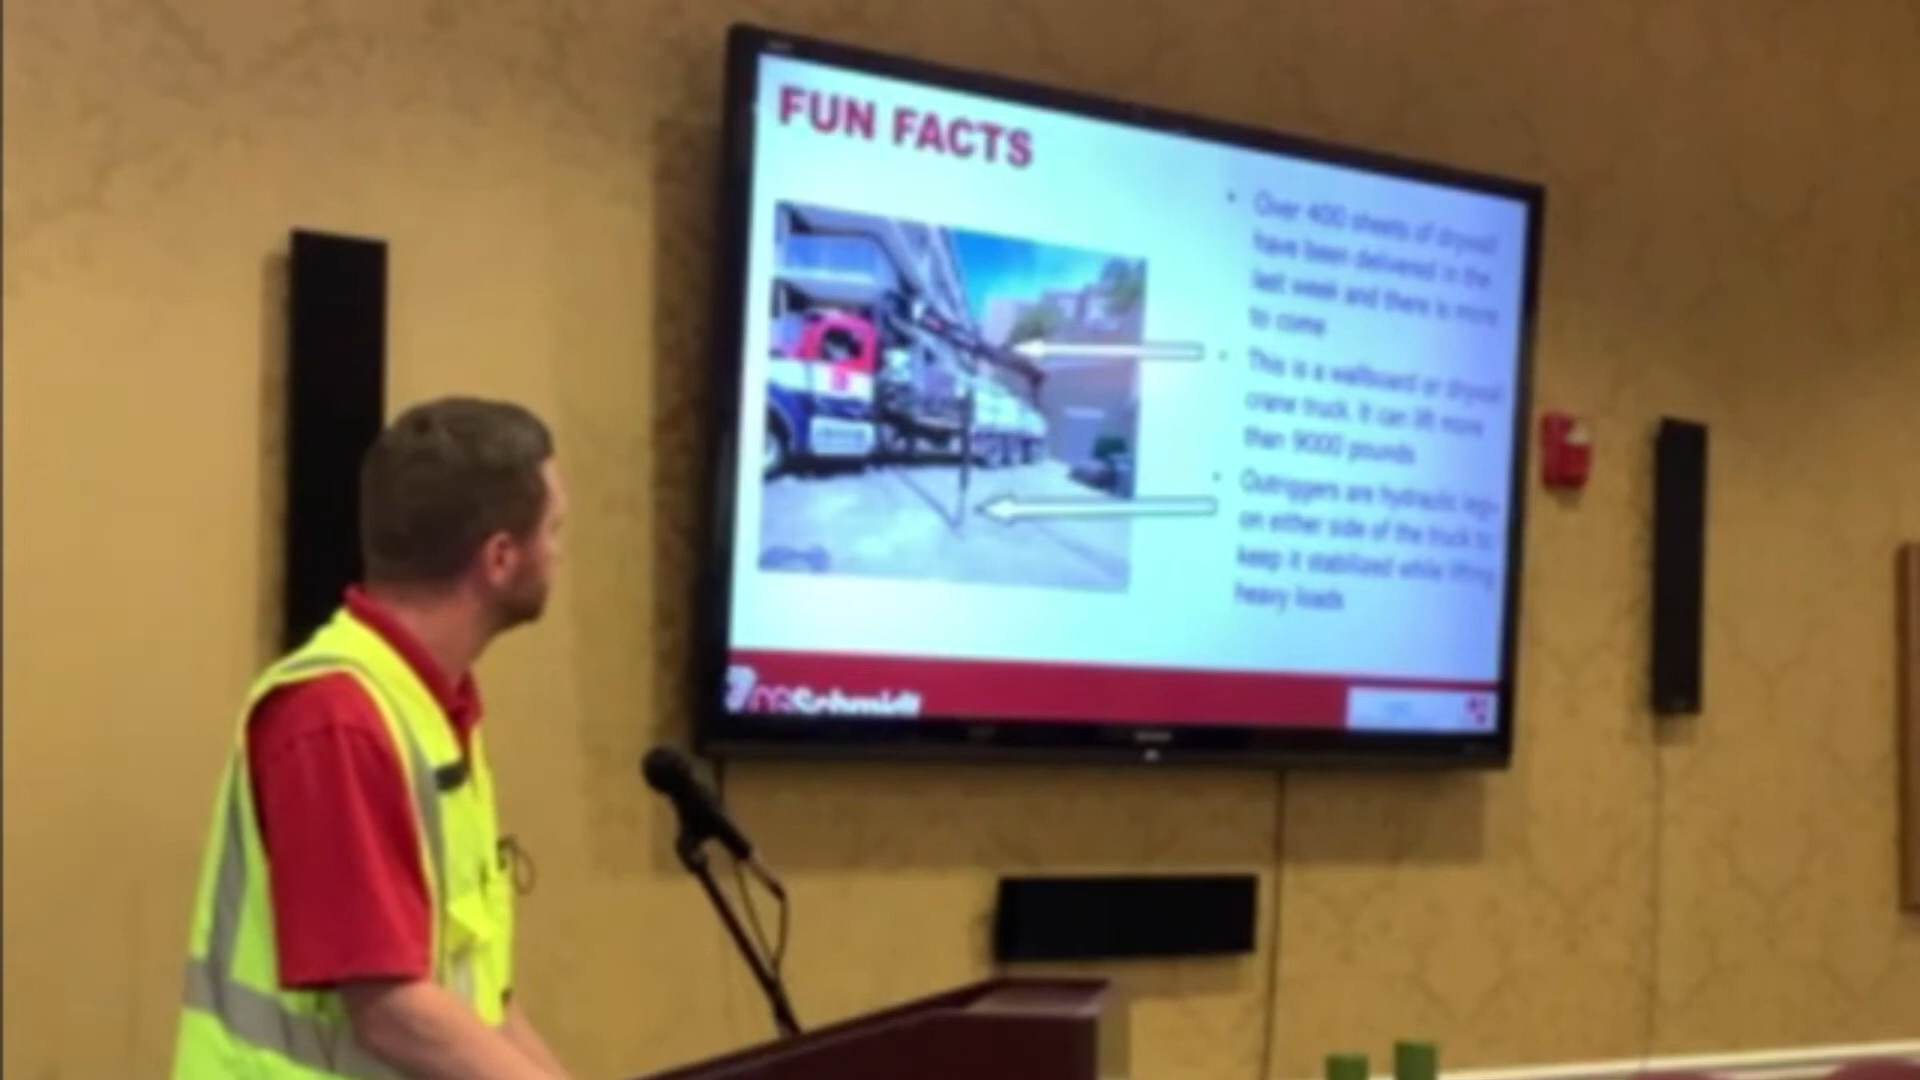 FUN FACTS
• Over 400 sheets of drywall
have been delivered in the
last week and there is more
to come
• This is a wallboard or drywall
crane truck. It can lift more
than 9000 pounds
• Outriggers are hydraulic legs
on either side of the truck to
keep it stabilized while lifting
heavy loads
Schmidt